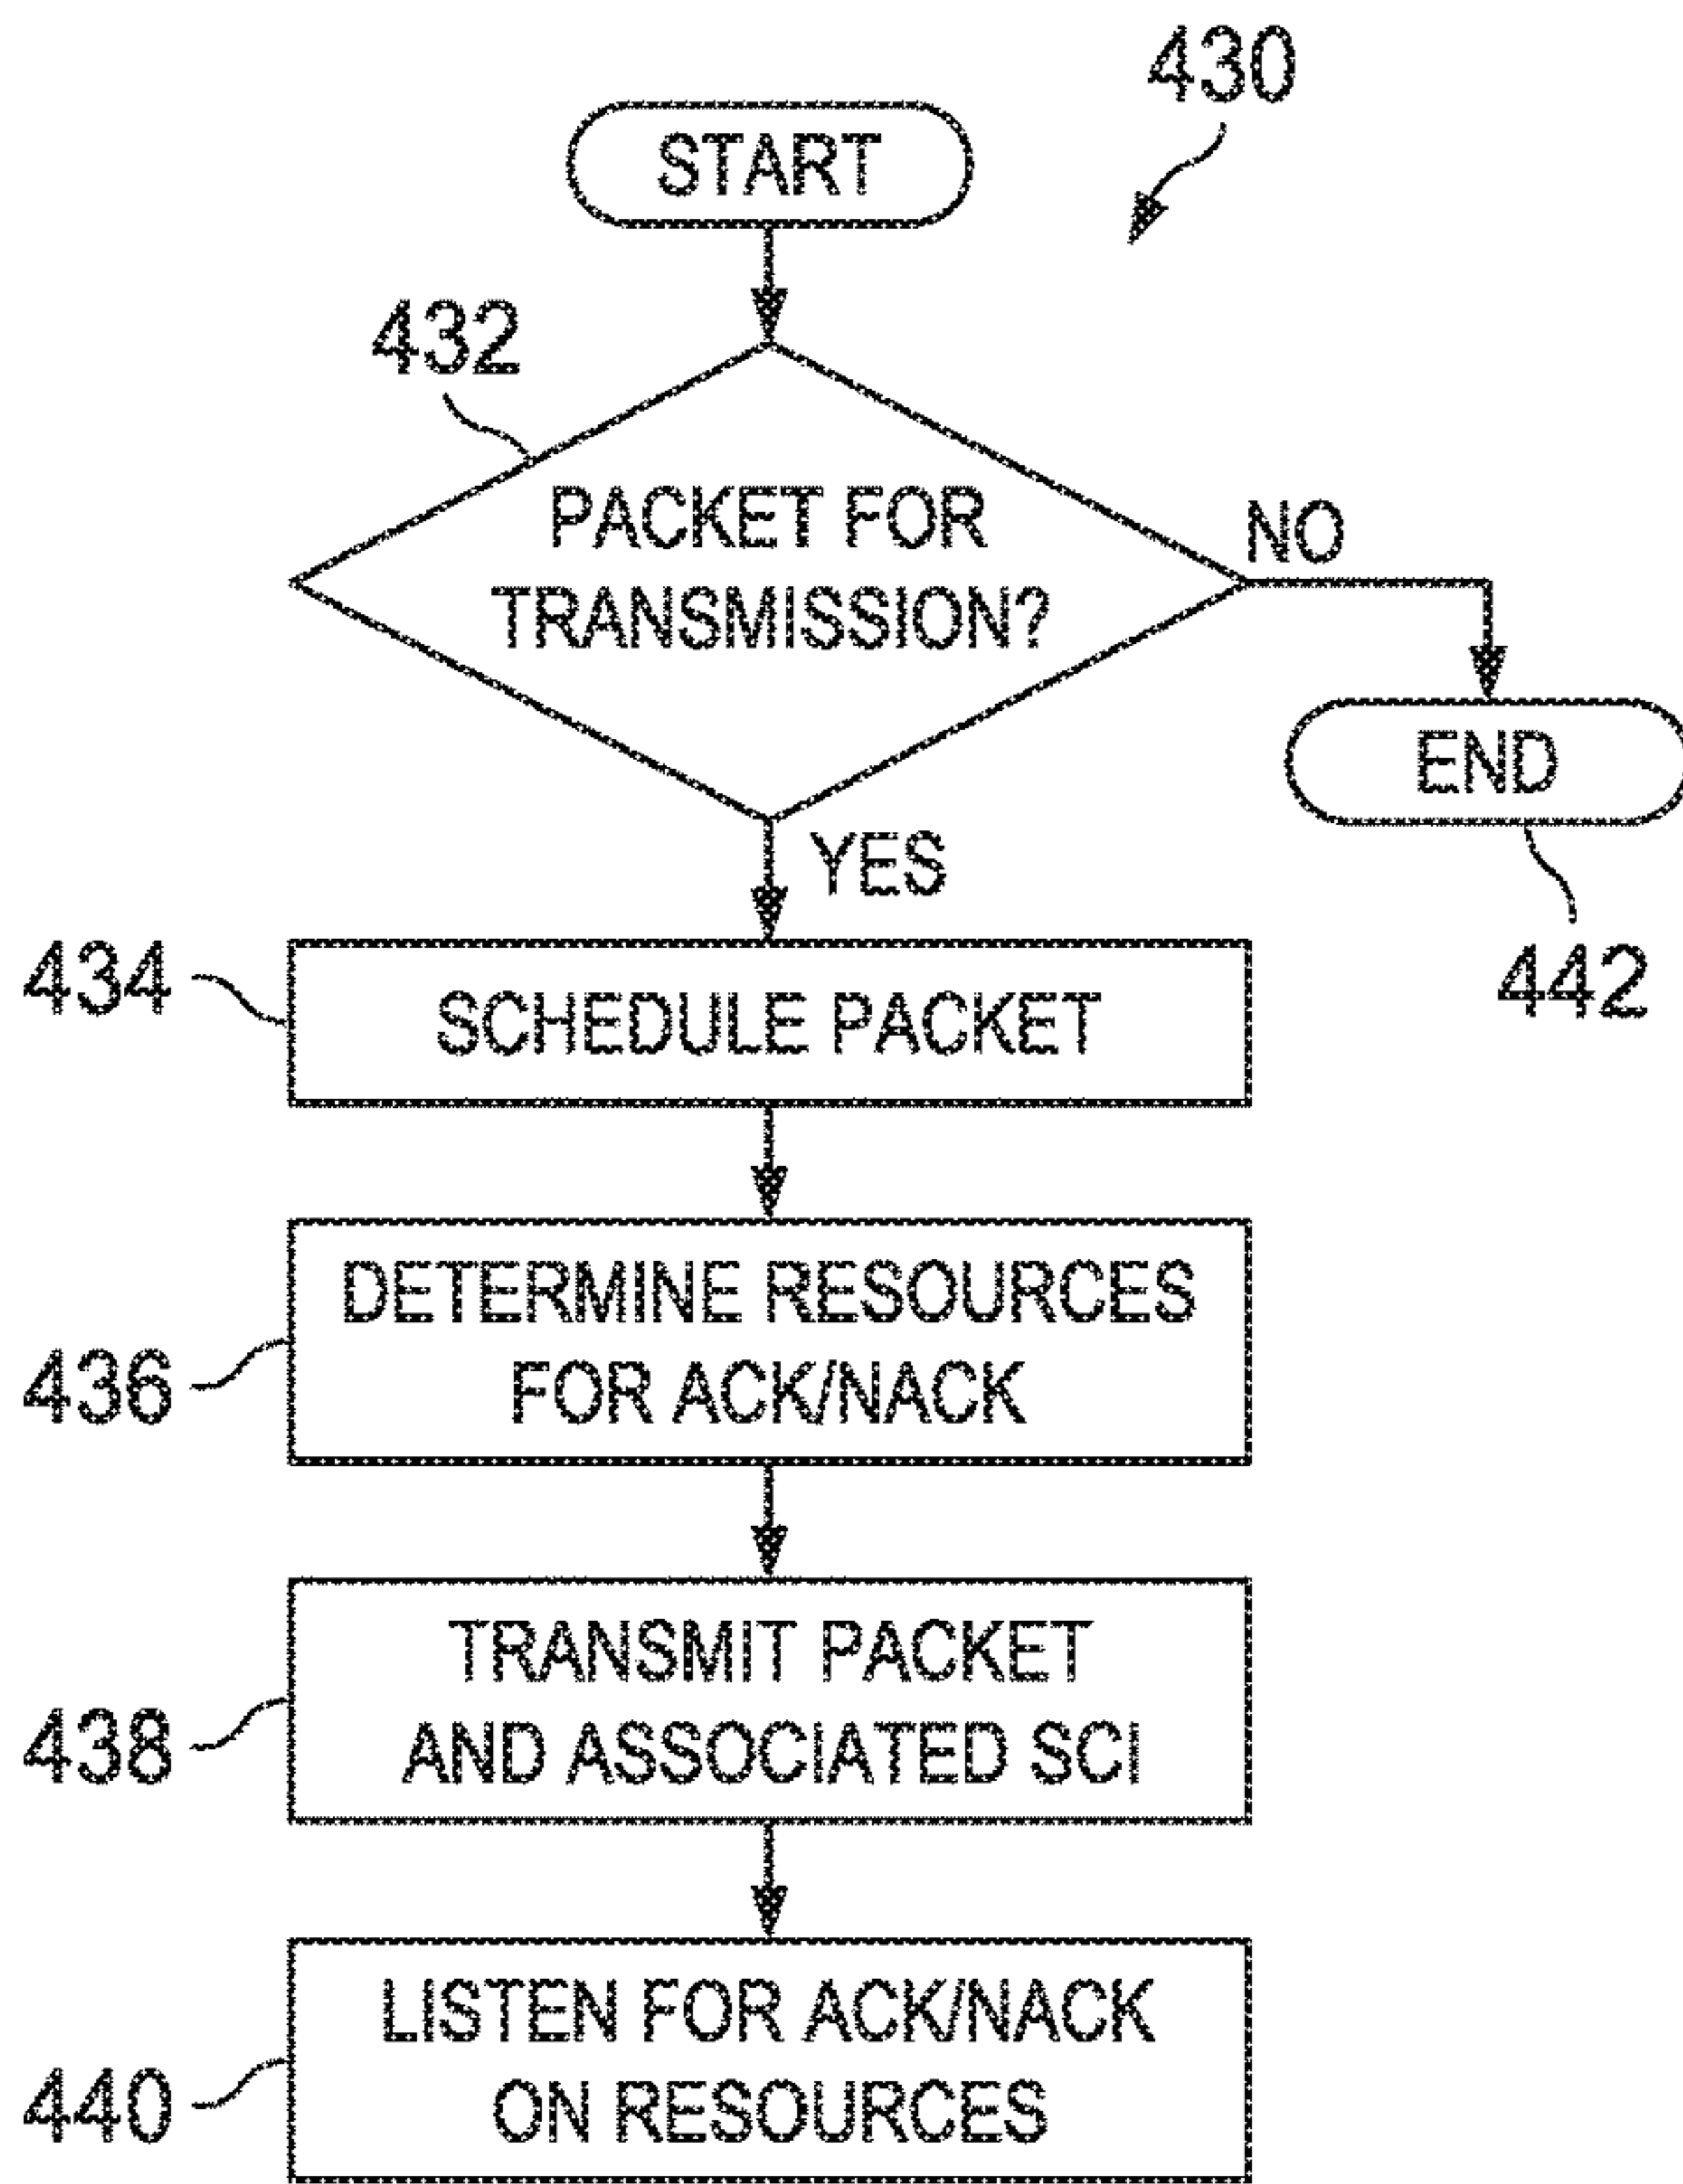 430
START
432
PACKET FOR
TRANSMISSION?
NO
END
442
YES
434
SCHEDULE PACKET
DETERMINE RESOURCES
FOR ACK/NACK
436
TRANSMIT PACKET
AND ASSOCIATED SCI
438
LISTEN FOR ACK/NACK
ON RESOURCES
440